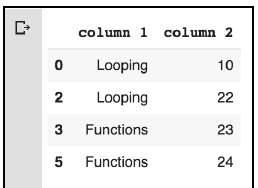 column 1 column 2
0 Looping 10
2 Looping 22
3 Functions 23
5 Functions 24